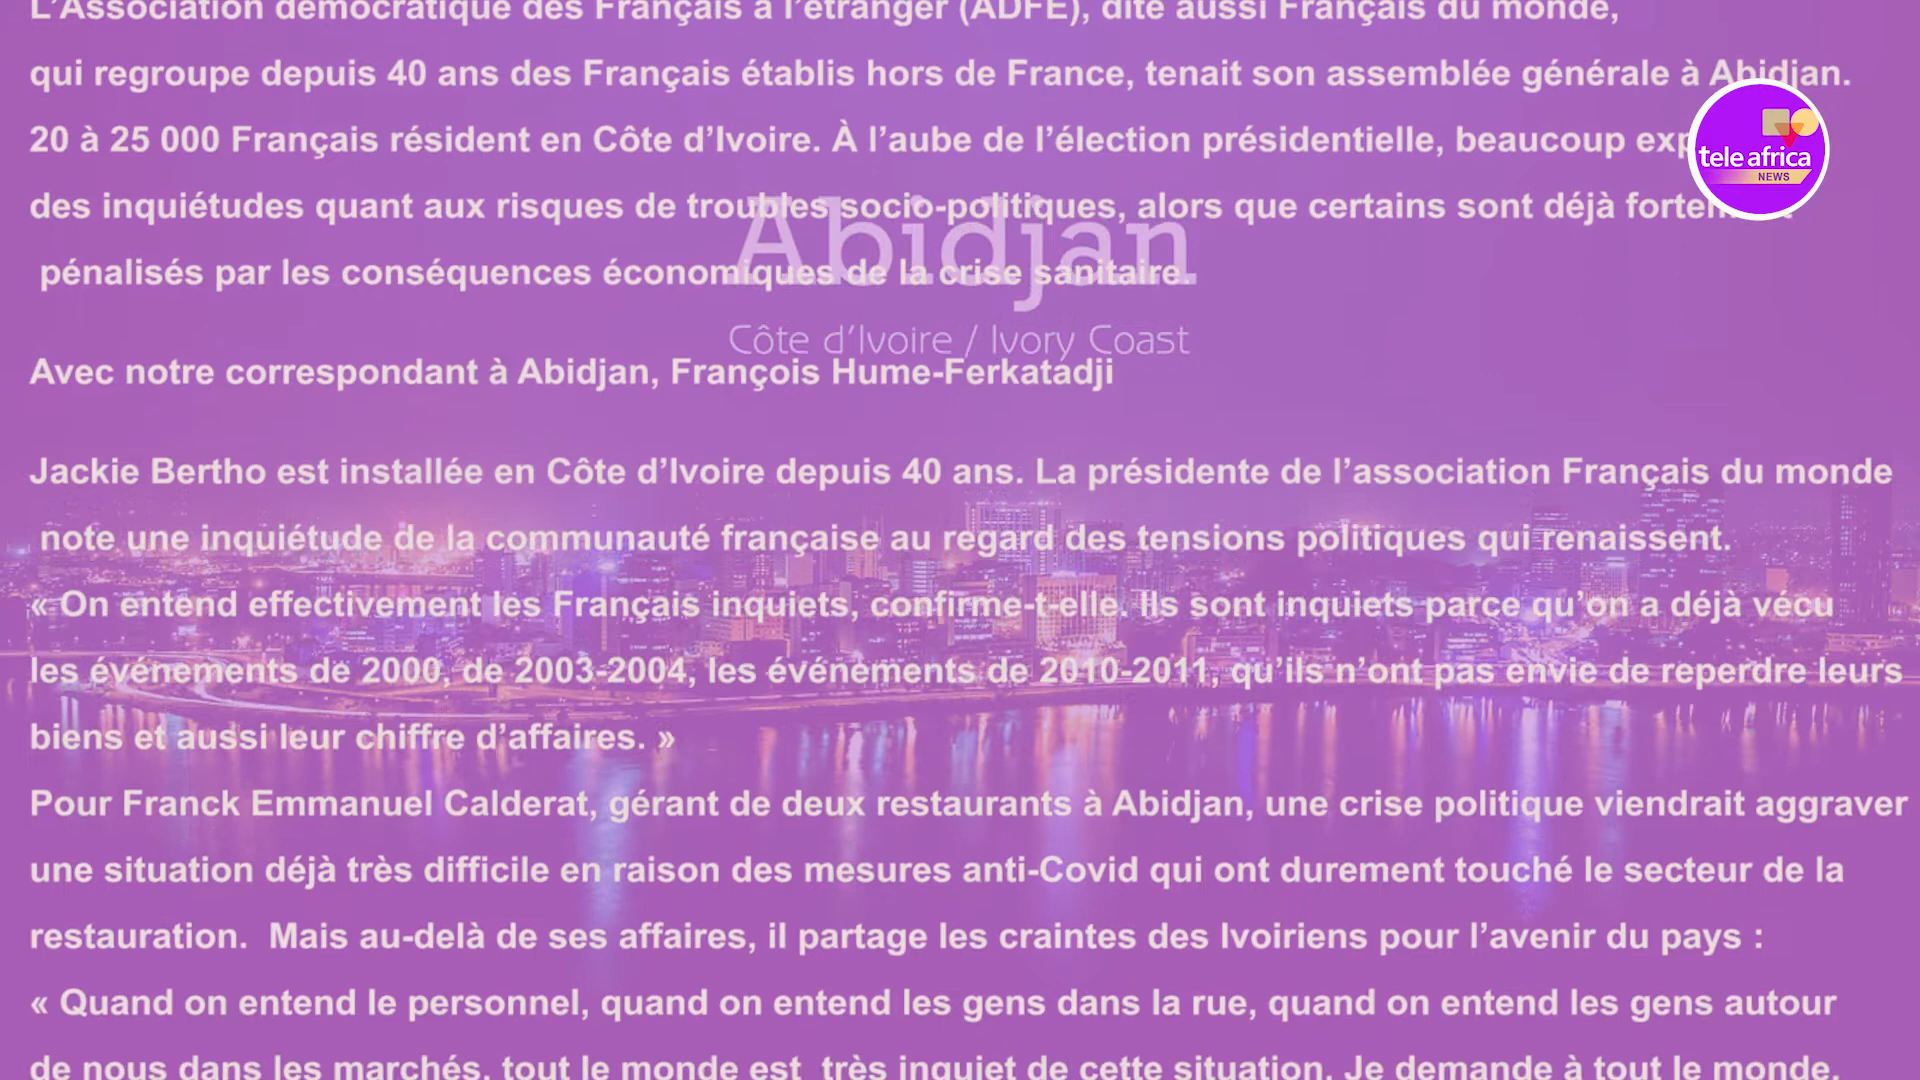 L’Association démocratique des Français à l’étranger (ADFE), dite aussi Français du monde,
qui regroupe depuis 40 ans des Français établis hors de France, tenait son assemblée générale à Abidjan.
20 à 25 000 Français résident en Côte d’Ivoire. À l’aube de l’élection présidentielle, beaucoup
tele africa
NEWS
des inquiétudes quant aux risques de troubles socio-politiques, alors que certains sont déjà
Abidjan
pénalisés par les conséquences économiques de la crise sanitaire.
Côte d’Ivoire / Ivory Coast
Avec notre correspondant à Abidjan, François Hume-Ferkatadji
Jackie Bertho est installée en Côte d’Ivoire depuis 40 ans. La présidente de l’association Français du monde
note une inquiétude de la communauté française au regard des tensions politiques qui renaissent.
« On entend effectivement les Français inquiets, confirme-t-elle. Ils sont inquiets parce qu’on a déjà vécu
les événements de 2000, de 2003-2004, les événements de 2010-2011, qu’ils n’ont pas envie de reperdre leurs
biens et aussi leur chiffre d’affaires. »
Pour Franck Emmanuel Calderat, gérant de deux restaurants à Abidjan, une crise politique viendrait aggraver
une situation déjà très difficile en raison des mesures anti-Covid qui ont durement touché le secteur de la
restauration. Mais au-delà de ses affaires, il partage les craintes des Ivoiriens pour l’avenir du pays :
« Quand on entend le personnel, quand on entend les gens dans la rue, quand on entend les gens autour
de nous dans les marchés, tout le monde est très inquiet de cette situation. Je demande à tout le monde,